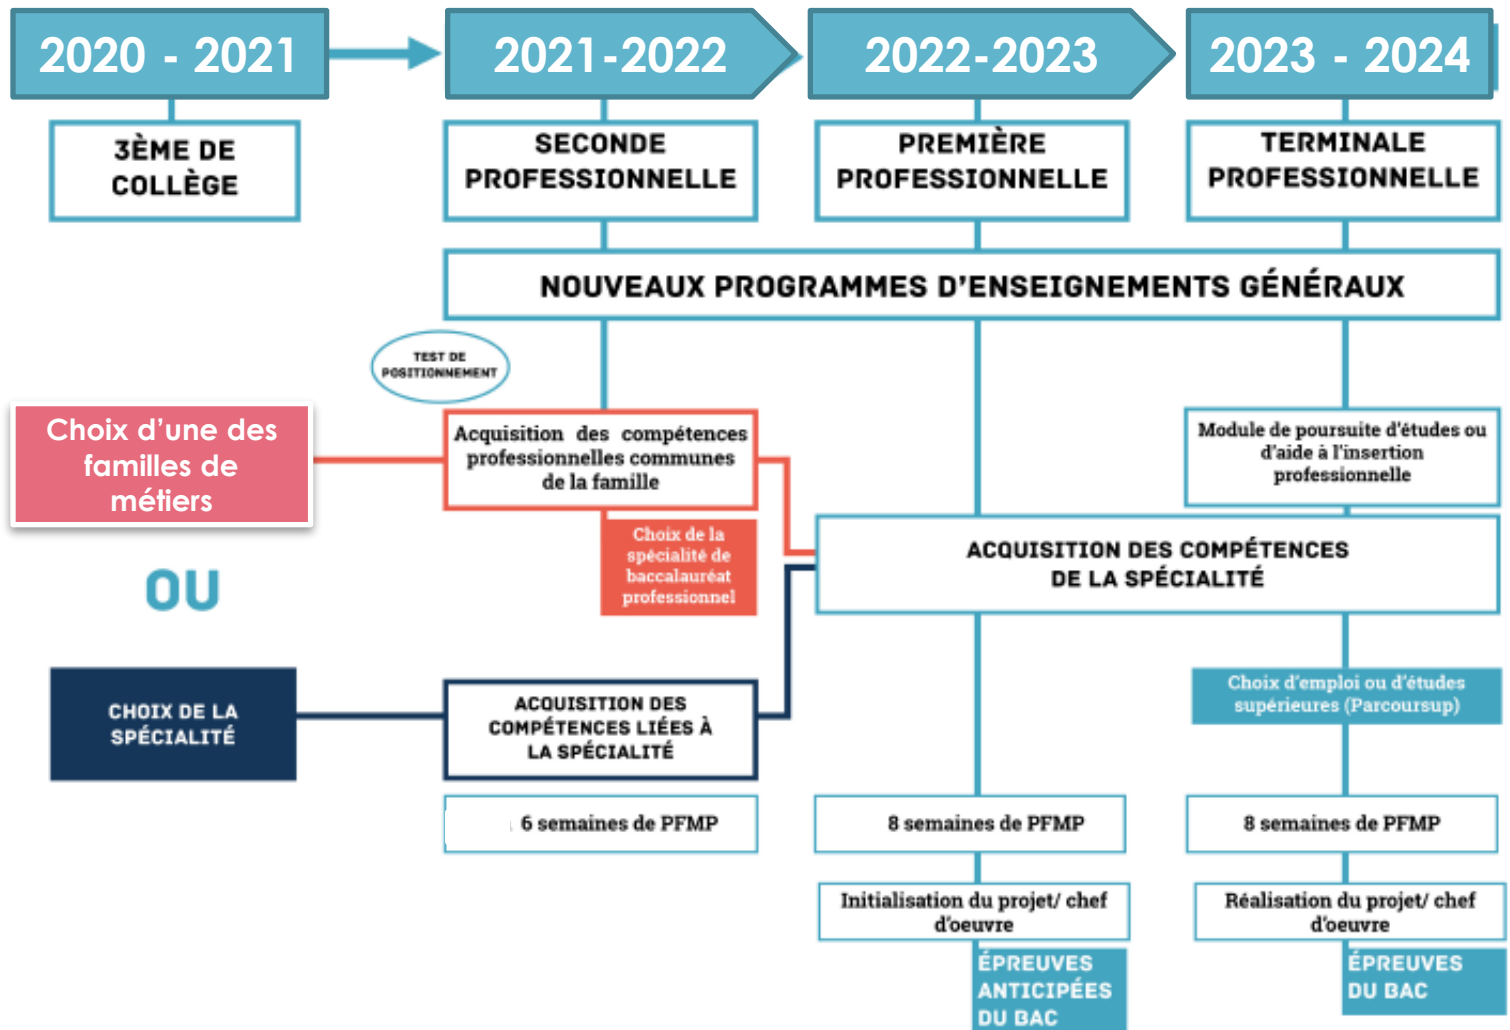 2020 - 2021
2021-2022
2022-2023
2023 - 2024
3ÈME DE
COLLÈGE
SECONDE
PROFESSIONNELLE
PREMIÈRE
PROFESSIONNELLE
TERMINALE
PROFESSIONNELLE
NOUVEAUX PROGRAMMES D'ENSEIGNEMENTS GÉNÉRAUX
TEST DE
POSITIONNEMENT
Choix d’une des
familles de
métiers
Acquisition des compétences
professionnelles communes
de la famille
Choix de la
spécialité de
baccalauréat
professionnel
Module de poursuite d'études ou
d'aide à l'insertion
professionnelle
ACQUISITION DES COMPÉTENCES
DE LA SPÉCIALITÉ
OU
CHOIX DE LA
SPÉCIALITÉ
ACQUISITION DES
COMPÉTENCES LIÉES À
LA SPÉCIALITÉ
Choix d'emploi ou d'études
supérieures (Parcoursup)
6 semaines de PFMP
8 semaines de PFMP
8 semaines de PFMP
Initialisation du projet/ chef
d'oeuvre
Réalisation du projet/ chef
d'oeuvre
ÉPREUVES
ANTICIPÉES
DU BAC
ÉPREUVES
DU BAC